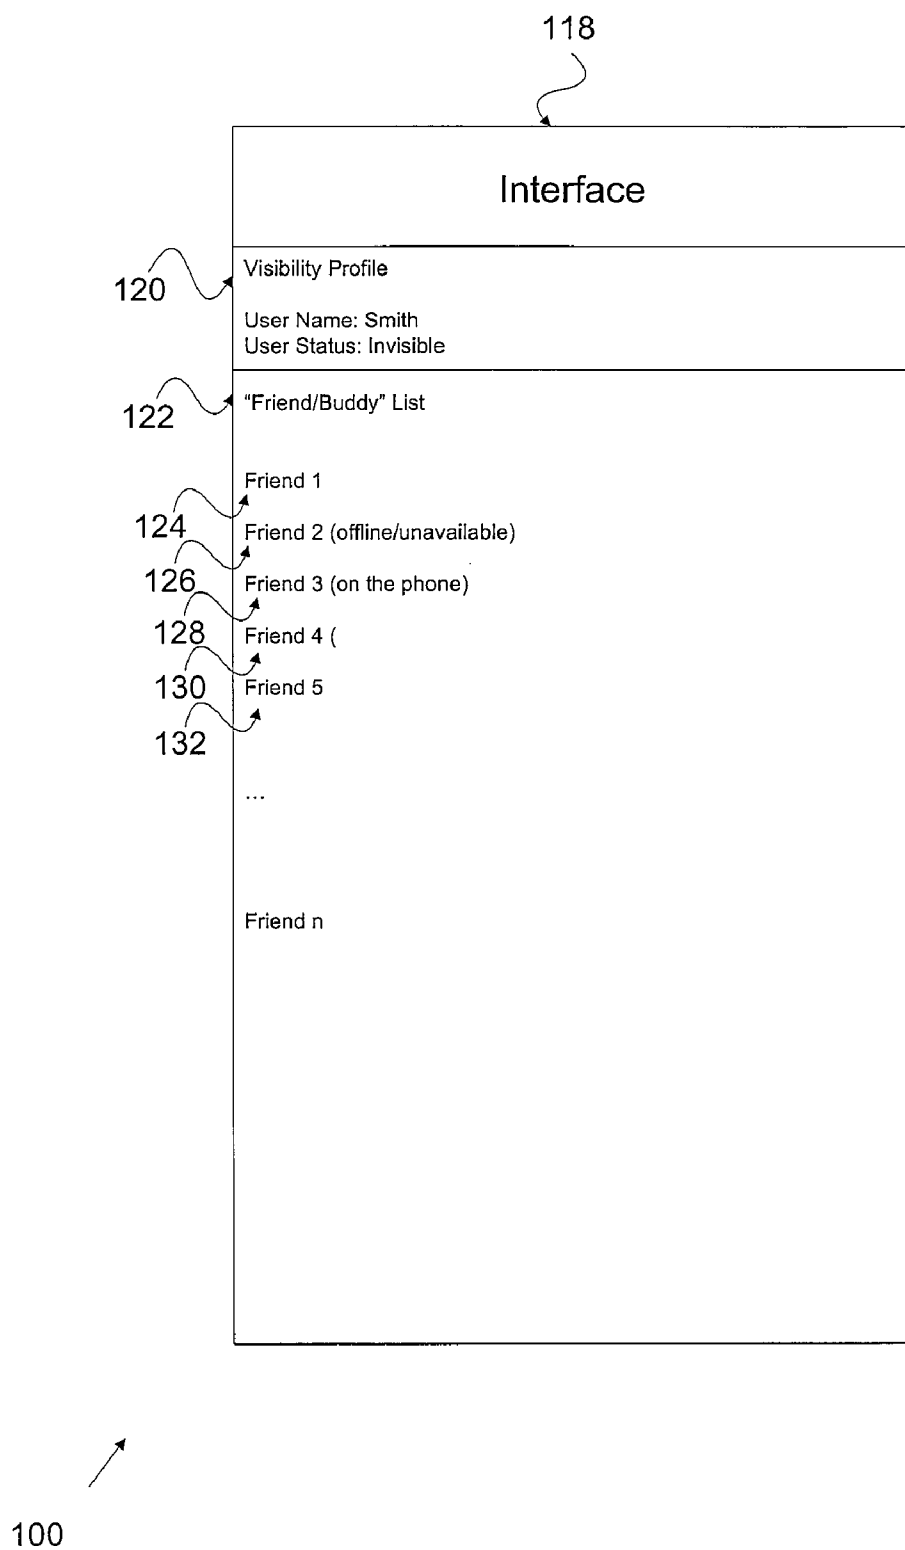 118
Interface
120
Visibility Profile
User Name: Smith
User Status: Invisible
122
“Friend/Buddy” List
Friend 1
124
Friend 2 (offline/unavailable)
126
Friend 3 (on the phone)
128
Friend 4 (
130
Friend 5
132
...
Friend n
100